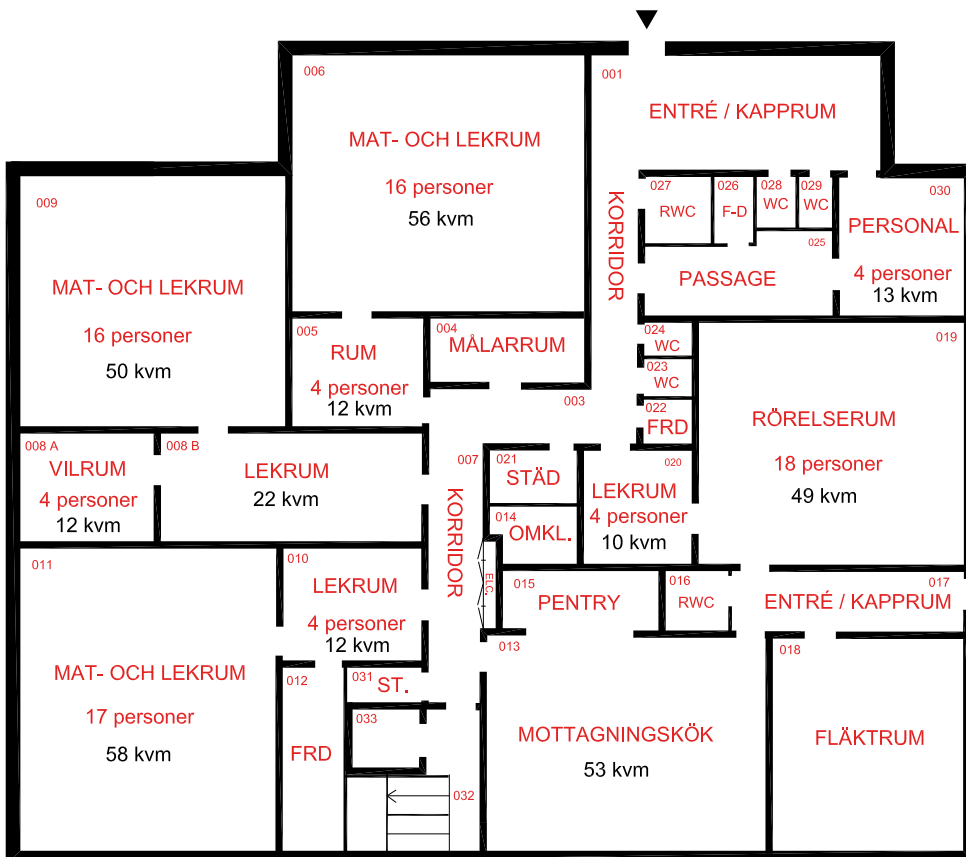 006
MAT- OCH LEKRUM
16 personer
56 kvm
001
ENTRÉ / KAPPRUM
009
MAT- OCH LEKRUM
16 personer
50 kvm
KORRIDOR
027
RWC
026
F-D
028
WC
029
WC
030
PERSONAL
4 personer
13 kvm
025
PASSAGE
005
RUM
4 personer
12 kvm
004
MÅLARRUM
003
024
WC
023
WC
022
FRD
019
RÖRELSERUM
18 personer
49 kvm
008 A
VILRUM
4 personer
12 kvm
008 B
LEKRUM
22 kvm
007
KORRIDOR
021
STÄD
014
OMKL.
020
LEKRUM
4 personer
10 kvm
ELC.
011
MAT- OCH LEKRUM
17 personer
58 kvm
010
LEKRUM
4 personer
12 kvm
015
PENTRY
016
RWC
017
ENTRÉ / KAPPRUM
012
FRD
031
ST.
033
032
013
MOTTAGNINGSKÖK
53 kvm
018
FLÄKTRUM